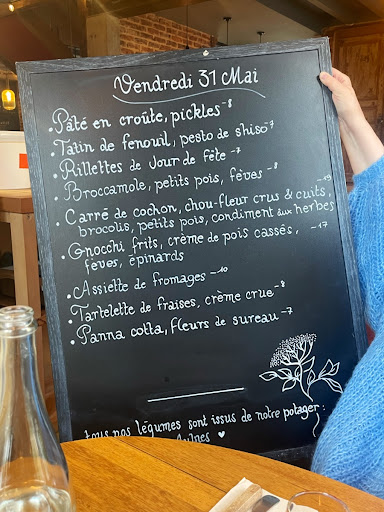 Vendredi 31 Mai
• Pâté en croûte, pickles -8
• Tatin de fenouil, pesto de shiso -7
• Rillettes de Jour de fête -7
• Broccamole, petits pois, fèves -8
• Carré de cochon, chou-fleur crus & cuits, -19
brocolis, petits pois, condiment aux herbes
• Gnocchi frits, crème de pois cassés, -17
fèves, épinards
• Assiette de fromages -10
• Tartelette de fraises, crème crue -8
• Panna cotta, fleurs de sureau -7
tous nos légumes sont issus de notre potager :
♥